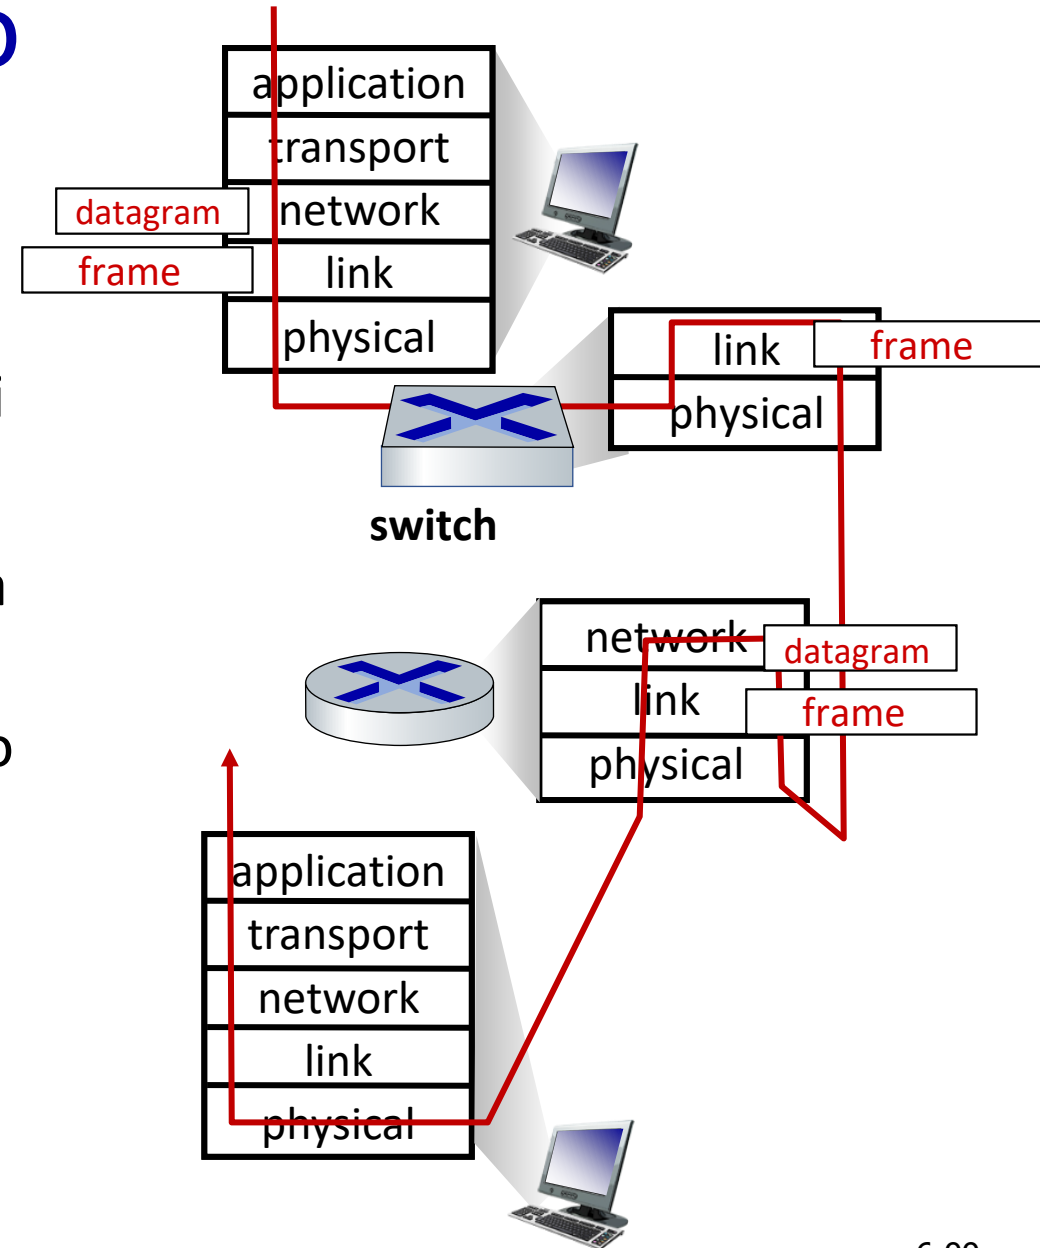 application
transport
datagram
network
frame
link
physical
link
frame
physical
switch
network
datagram
link
frame
physical
application
transport
network
link
physical